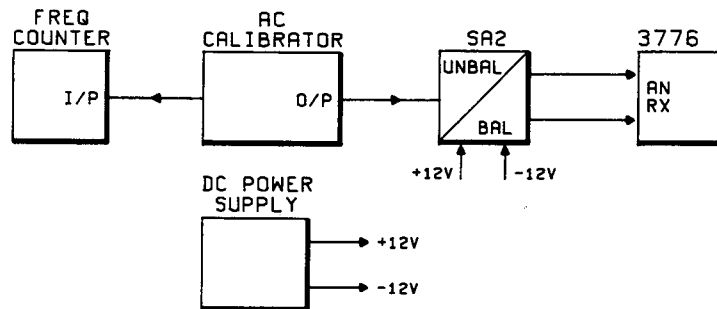 FREQ
COUNTER
AC
CALIBRATOR
SA2
3776
I/P
O/P
UNBAL
BAL
AN
RX
+12V
-12V
DC POWER
SUPPLY
+12V
-12V